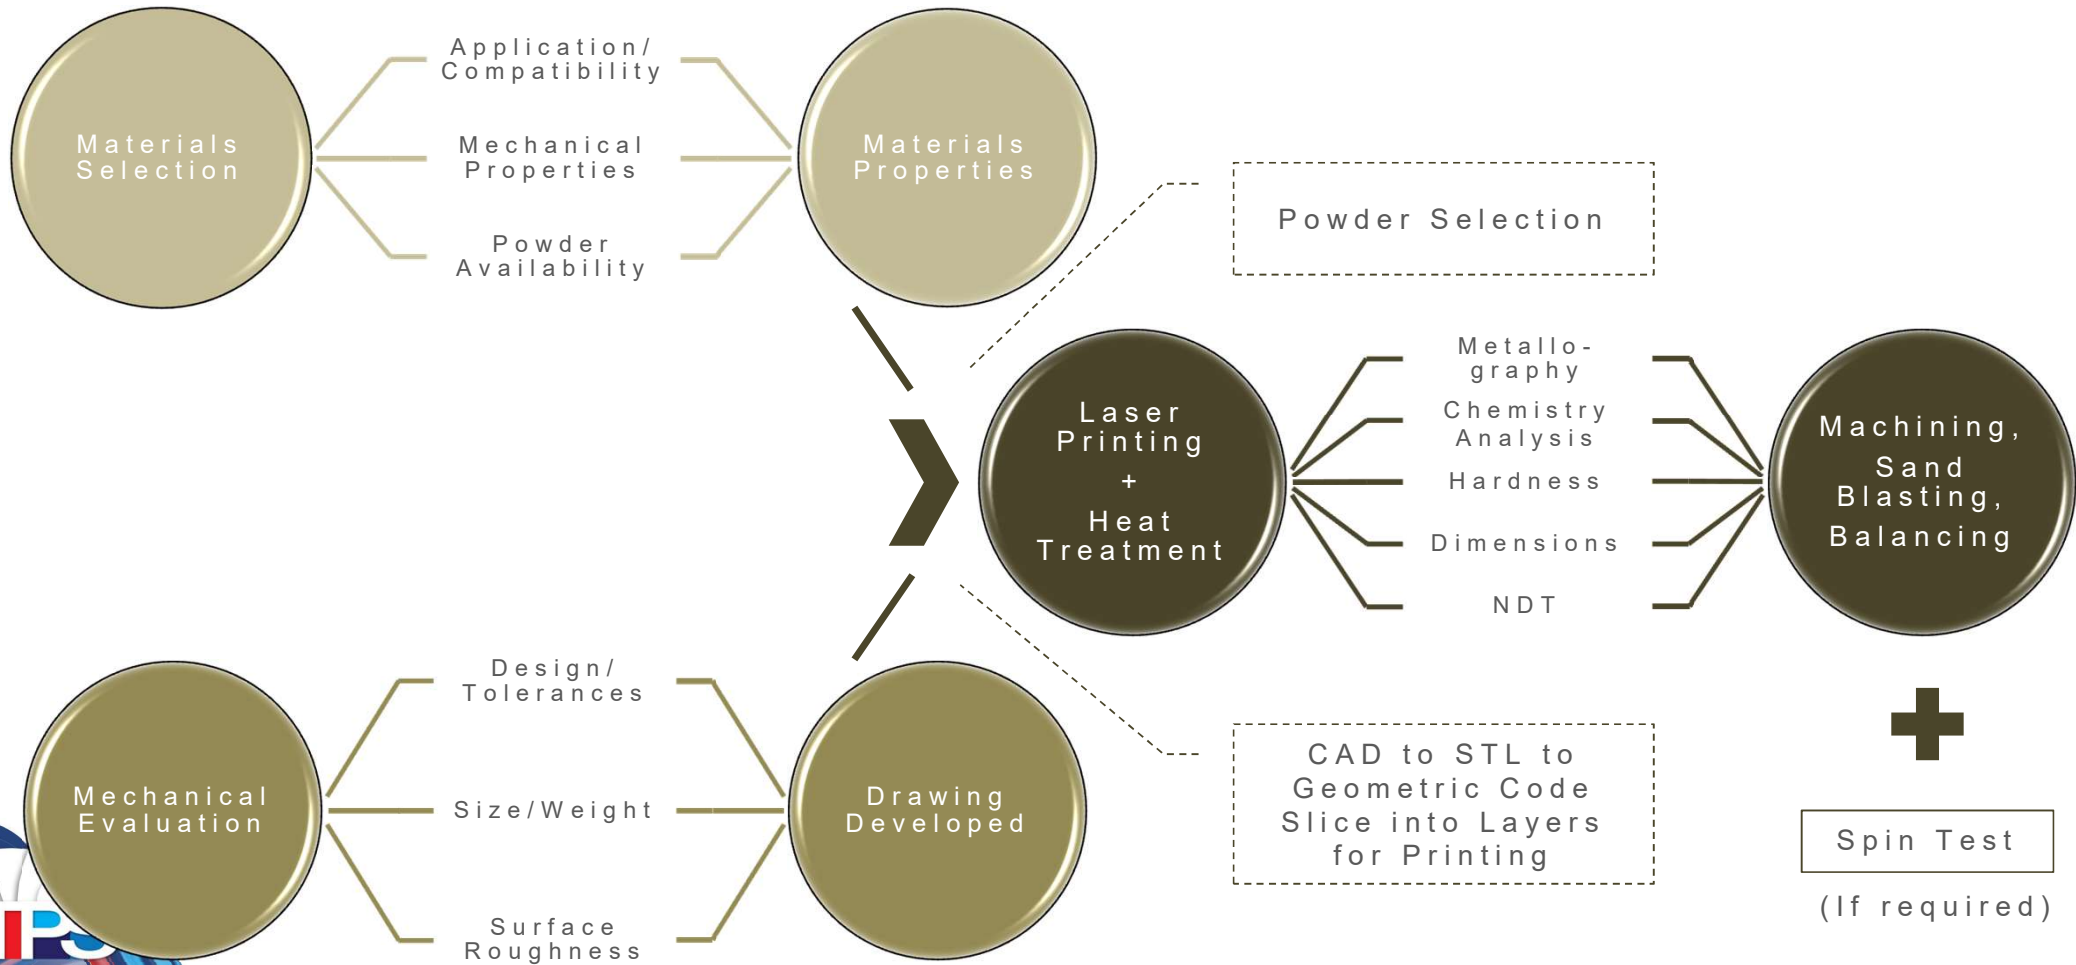 Materials
Selection
Application/
Compatibility
Mechanical
Properties
Powder
Availability
Materials
Properties
Powder Selection
Laser
Printing
+
Heat
Treatment
Metallo-
graphy
Chemistry
Analysis
Hardness
Dimensions
NDT
Machining,
Sand
Blasting,
Balancing
Mechanical
Evaluation
Design/
Tolerances
Size/Weight
Surface
Roughness
Drawing
Developed
CAD to STL to
Geometric Code
Slice into Layers
for Printing
Spin Test
(If required)